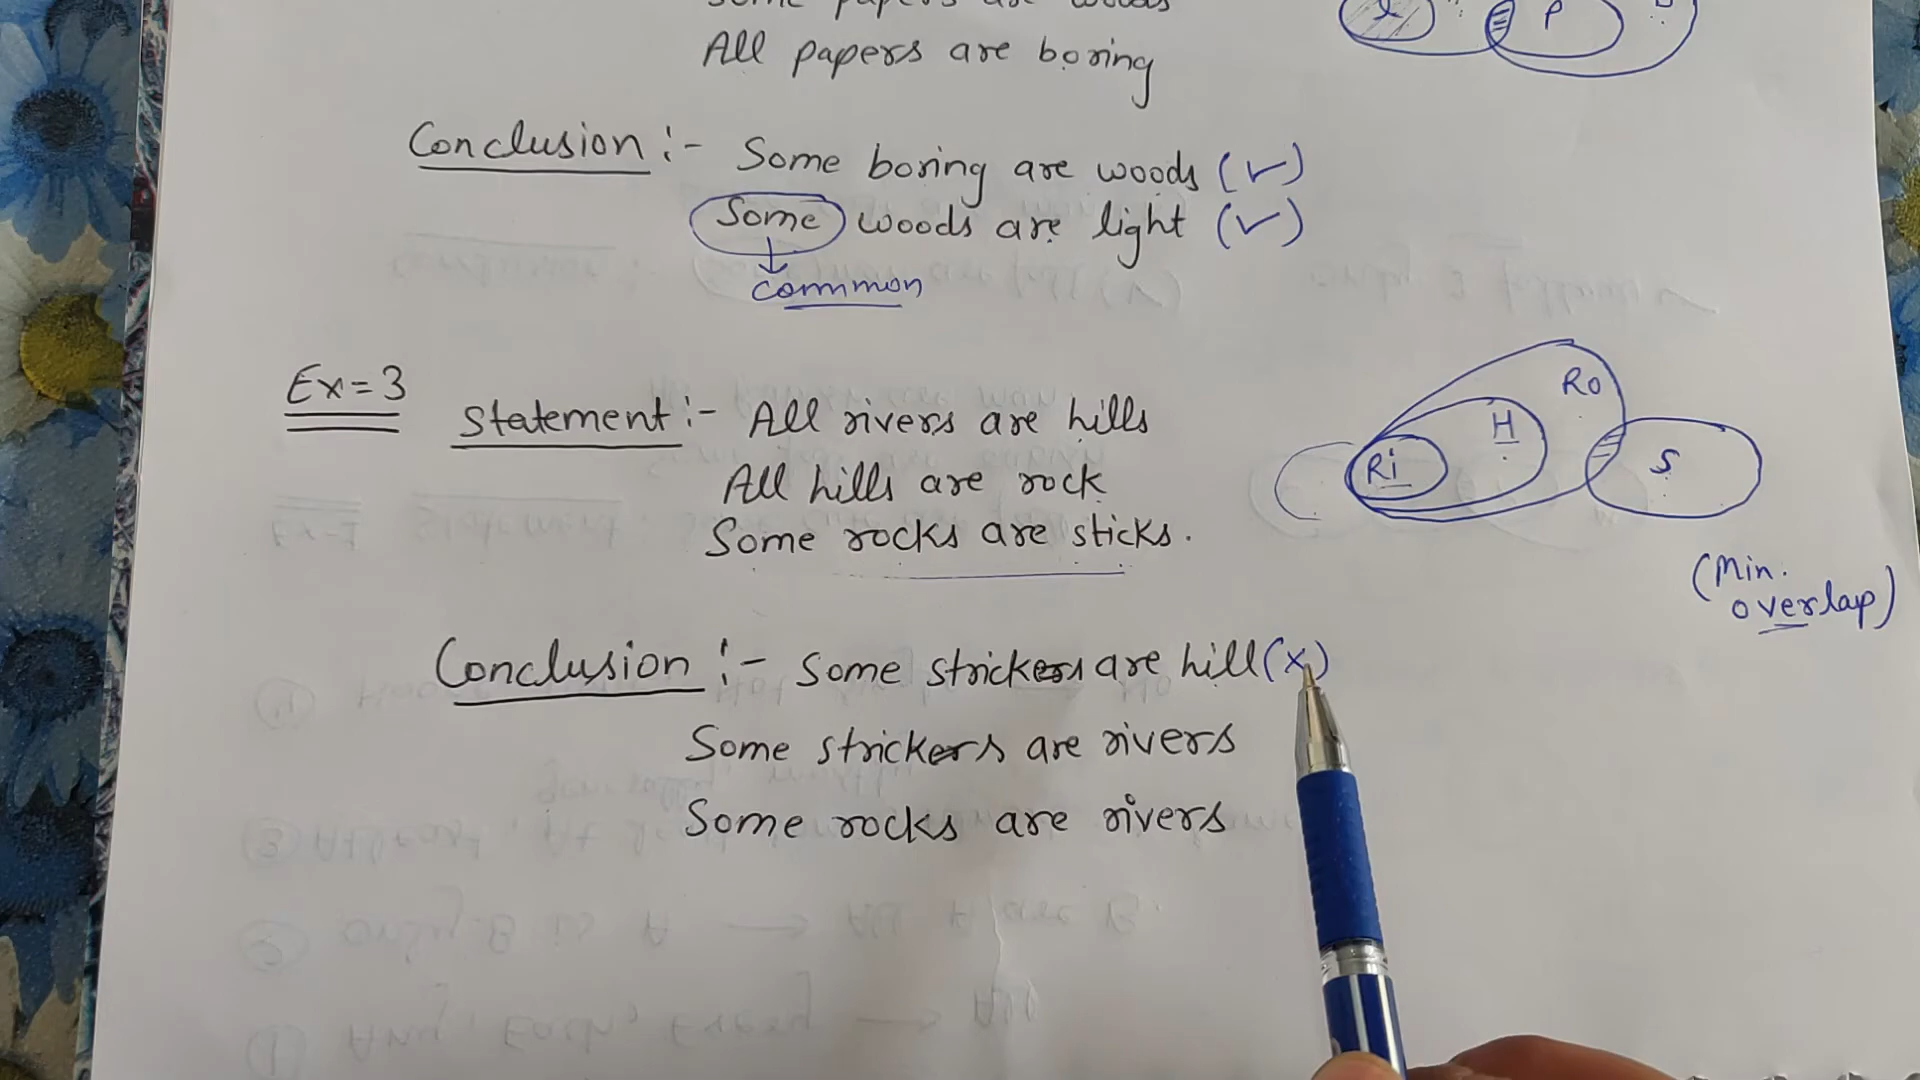 All papers are boring
Conclusion :- Some boring are woods (✓)
Some woods are light (✓)
common
Ex=3
Statement :- All rivers are hills
All hills are rock
Some rocks are sticks.
Ro
H
Ri
S
(Min.
overlap)
Conclusion :- Some strickers are hill (x)
Some strickers are rivers
Some rocks are rivers
P